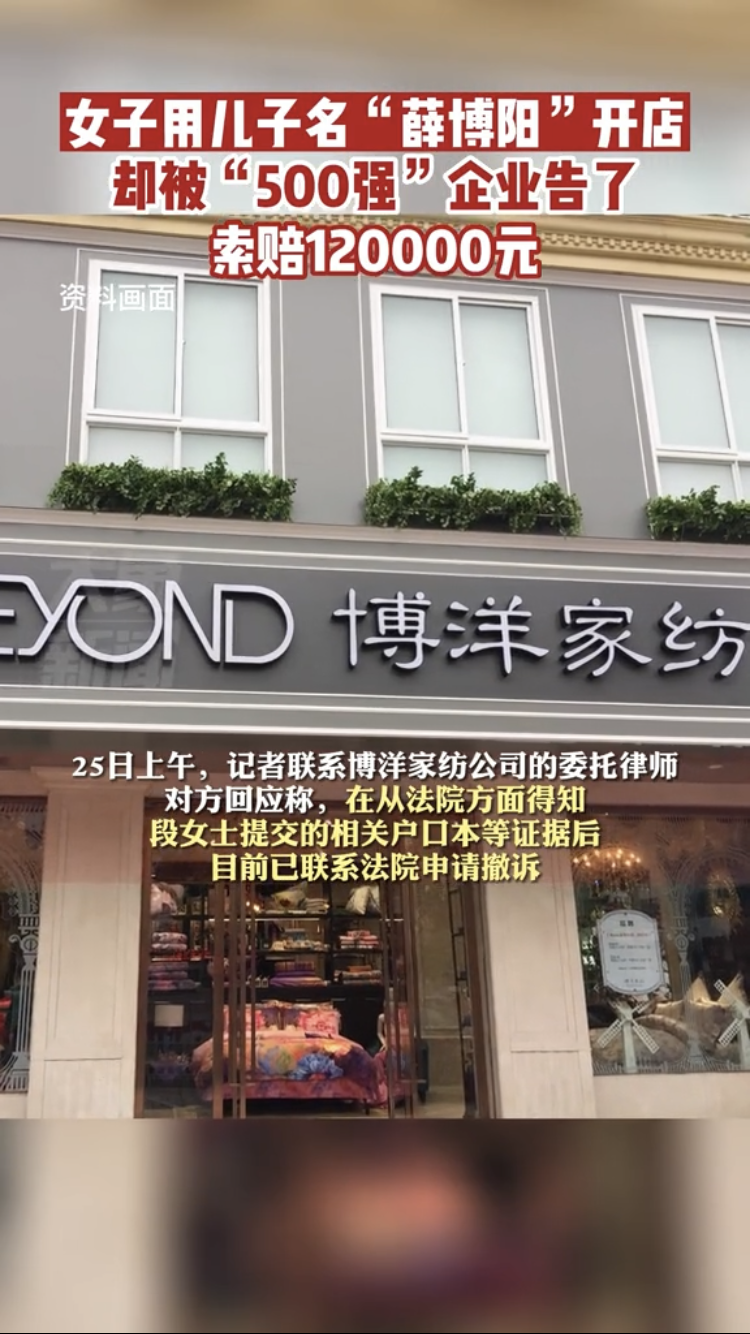 女子用儿子名“薛博阳”开店
却被“500强”企业告了
索赔120000元
资料画面
EYOND 博洋家纺
25日上午，记者联系博洋家纺公司的委托律师
对方回应称，在从法院方面得知
段女士提交的相关户口本等证据后
目前已联系法院申请撤诉